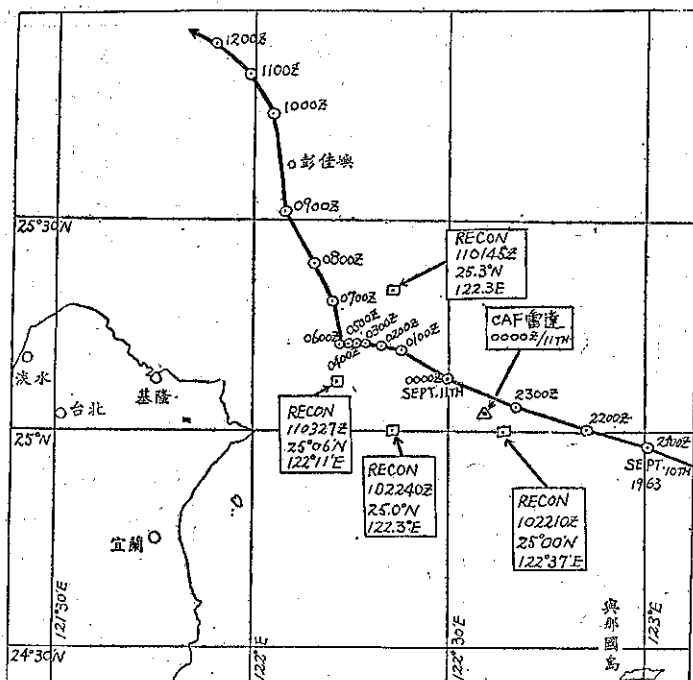 1200Z
1100Z
1000Z
彭佳嶼
0900Z
25°30'N
0800Z
RECON
110145Z
25.3°N
122.3E
0700Z
0600Z
0500Z
0400Z
0300Z
0200Z
0100Z
CAF雷達
0000Z/11TH
淡水
基隆
台北
0000Z
SEPT.11TH
2300Z
2200Z
2100Z
SEPT.10TH
1963
25°N
RECON
110327Z
25°06'N
122°11'E
RECON
102240Z
25.0°N
122.3°E
RECON
102210Z
25°00'N
122°37'E
宜蘭
與那國島
121°30'E
122°E
122°30'E
123°E
24°30'N